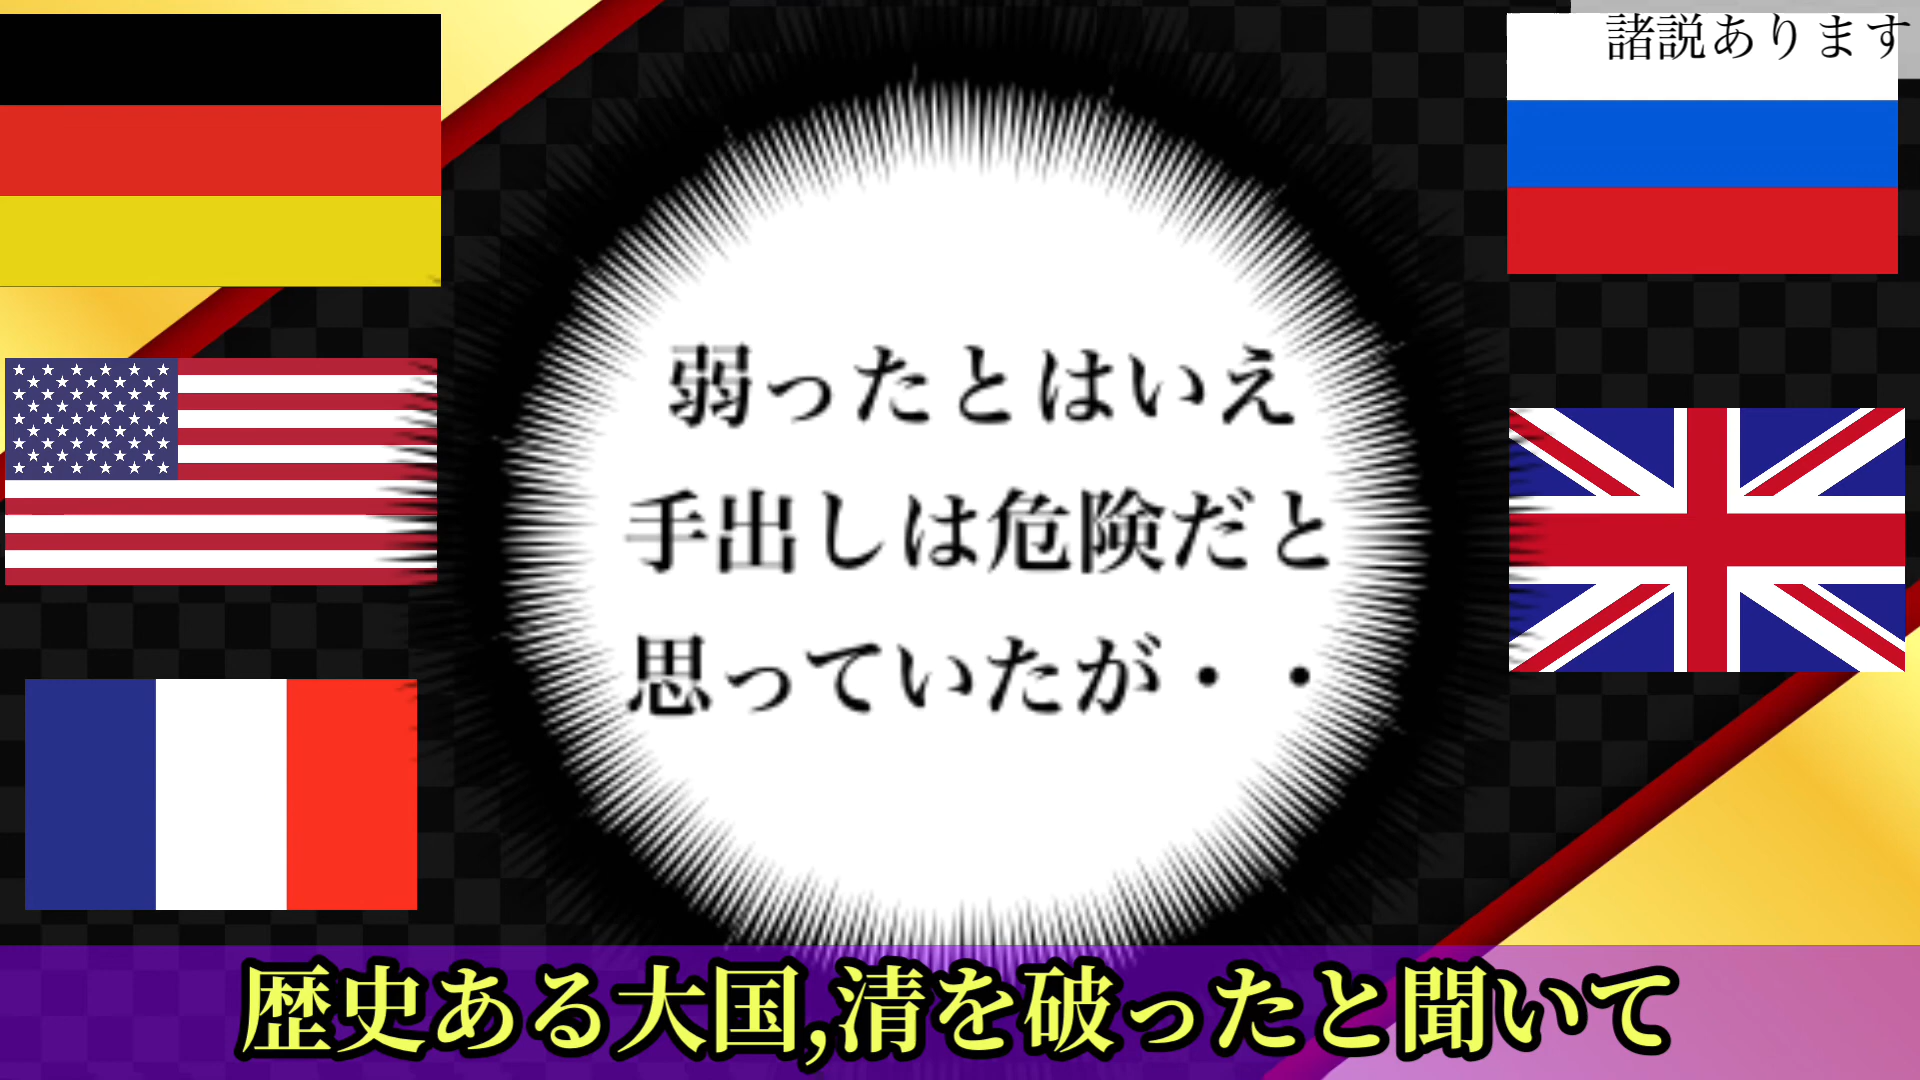 諸説あります
弱ったとはいえ
手出しは危険だと
思っていたが・・
歴史ある大国,清を破ったと聞いて